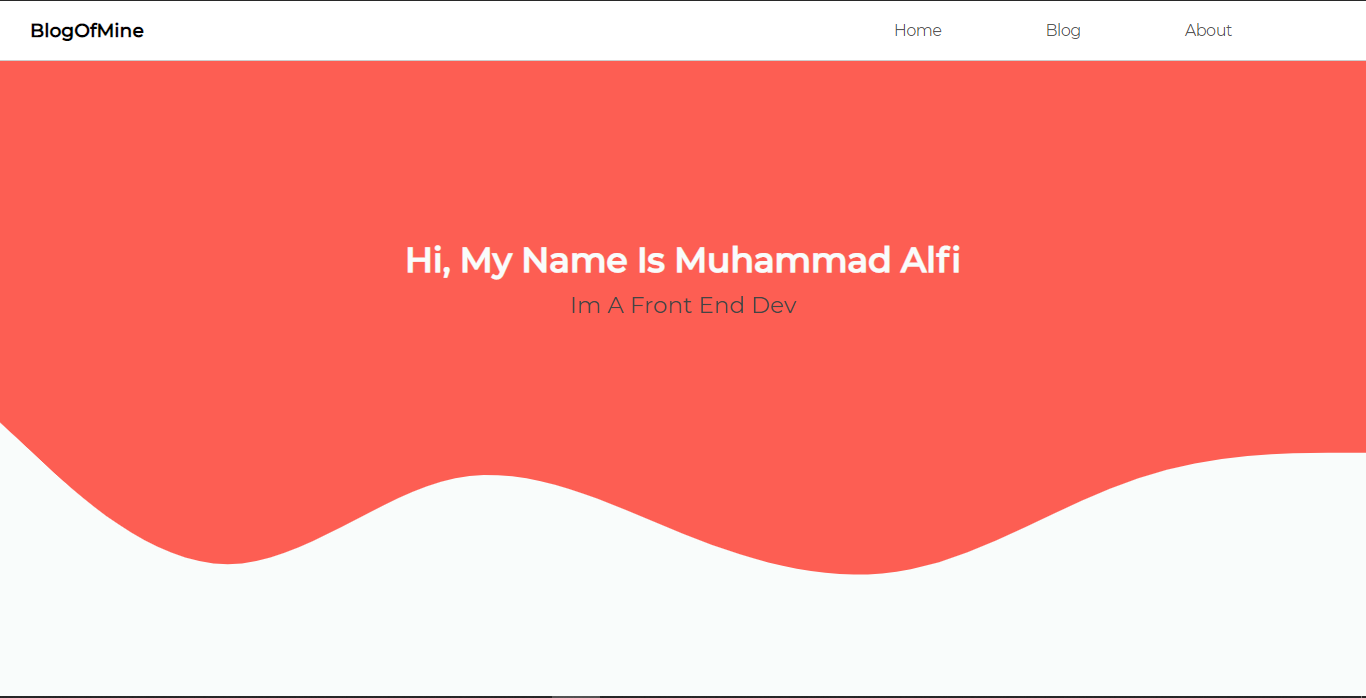 BlogOfMine
Home
Blog
About
Hi, My Name Is Muhammad Alfi
Im A Front End Dev